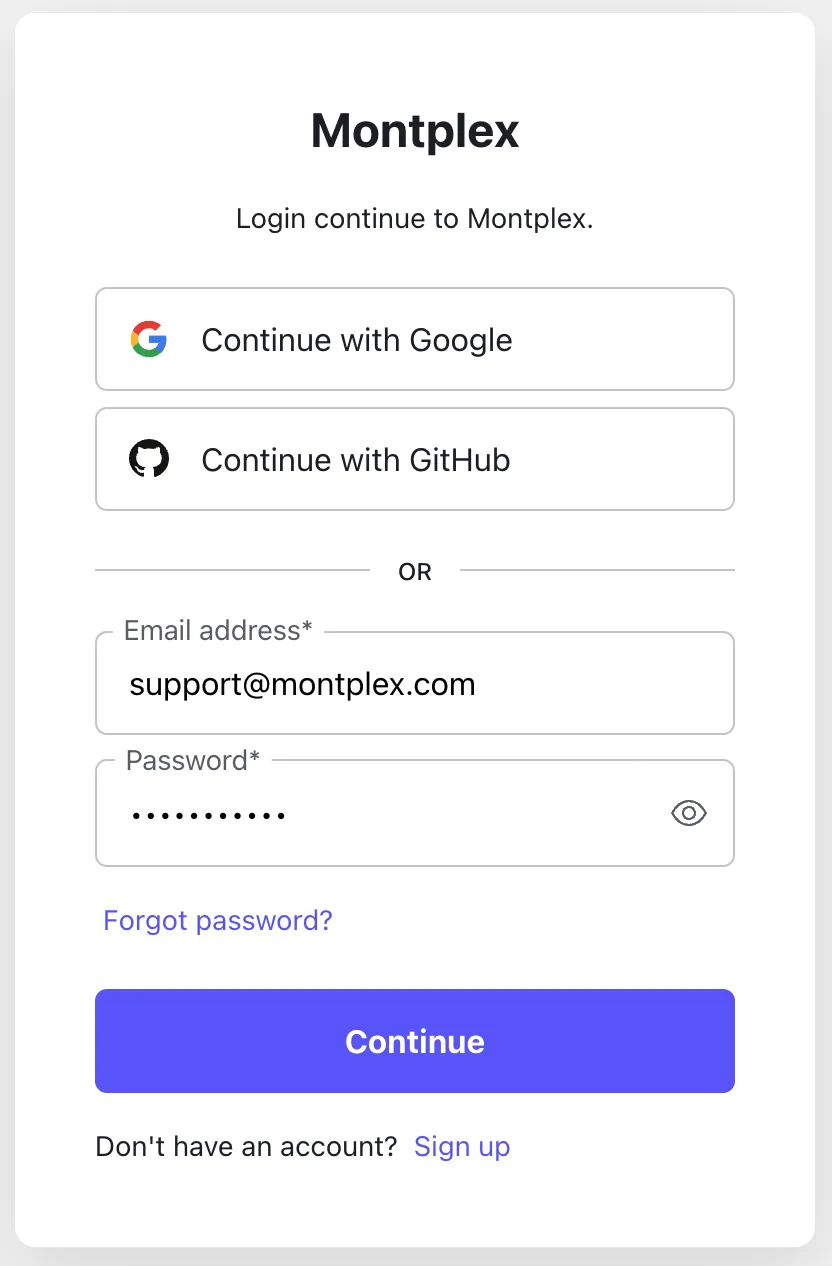 Montplex
Login continue to Montplex.
Continue with Google
Continue with GitHub
OR
Email address*
support@montplex.com
Password*
•••••••••••
Forgot password?
Continue
Don't have an account? Sign up